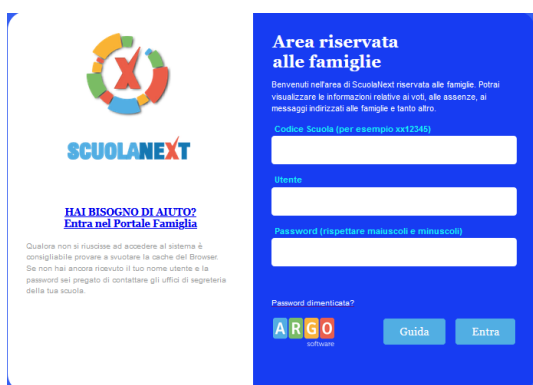 SCUOLANEXT
HAI BISOGNO DI AIUTO?
Entra nel Portale Famiglia
Qualora non si riuscisse ad accedere al sistema è
consigliabile provare a svuotare la cache del Browser.
Se non hai ancora ricevuto il tuo nome utente e la
password sei pregato di contattare gli uffici di segreteria
della tua scuola.
Area riservata
alle famiglie
Benvenuti nell'area di ScuolaNext riservata alle famiglie. Potrai
visualizzare le informazioni relative ai voti, alle assenze, ai
messaggi indirizzati alle famiglie e tanto altro.
Codice Scuola (per esempio xx12345)
Utente
Password (rispettare maiuscoli e minuscoli)
Password dimenticata?
ARGO
software
Guida
Entra